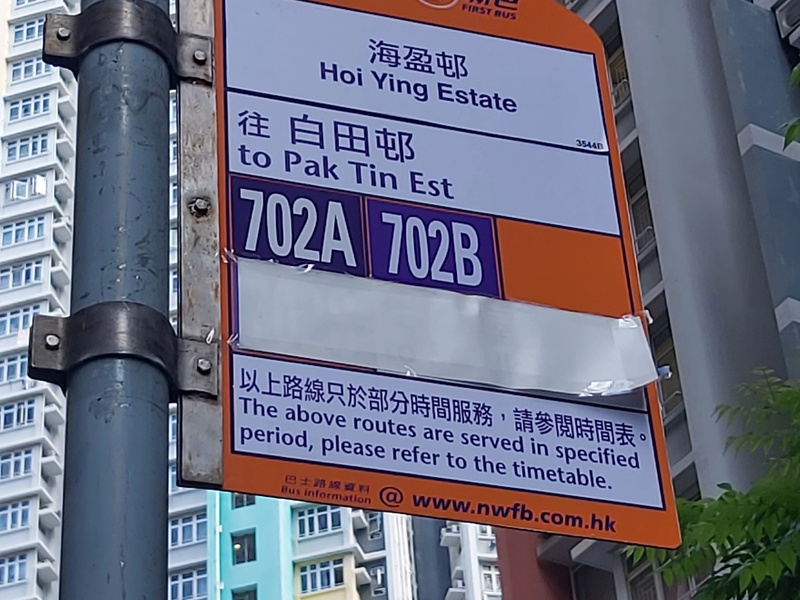 FIRST BUS
海盈邨
Hoi Ying Estate
3544B
往 白田邨
to Pak Tin Est
702A 702B
以上路線只於部分時間服務，請參閱時間表。
The above routes are served in specified
period, please refer to the timetable.
巴士路線資料
Bus information @ www.nwfb.com.hk